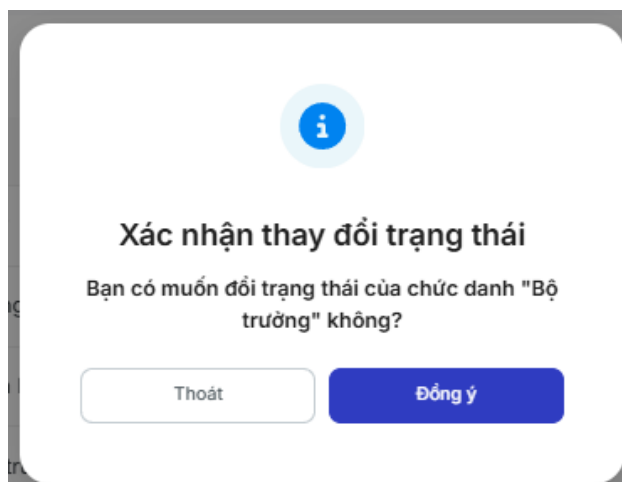 Xác nhận thay đổi trạng thái
Bạn có muốn đổi trạng thái của chức danh "Bộ
trưởng" không?
Thoát
Đồng ý